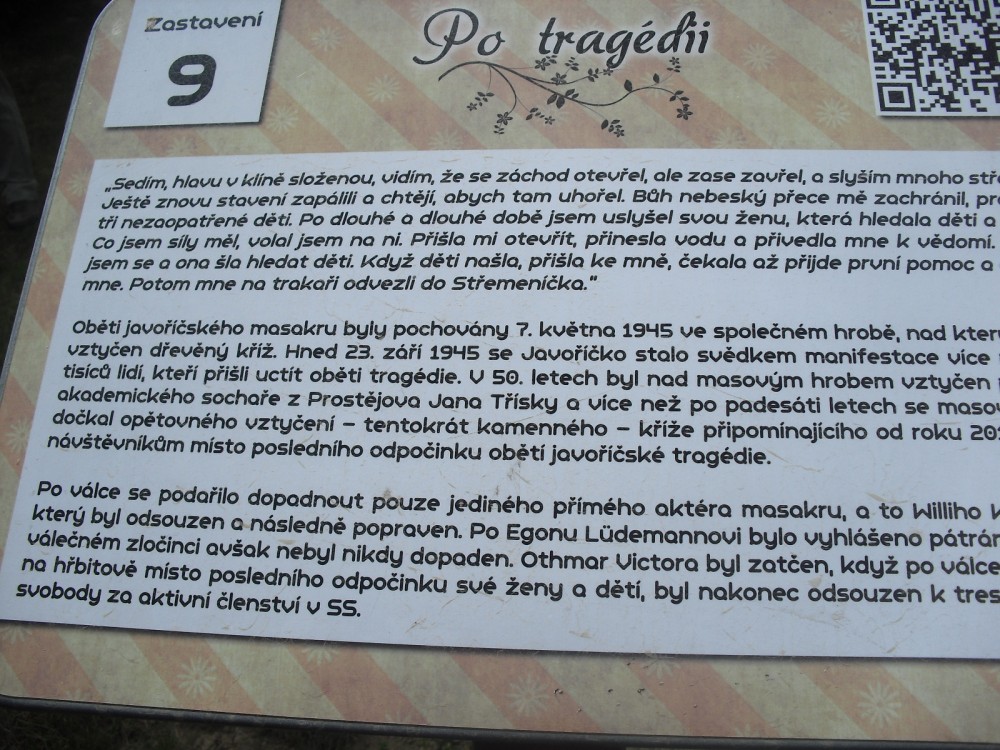 Zastavení
9
Po tragédii
„Sedím, hlavu v klíně složenou, vidím, že se záchod otevřel, ale zase zavřel, a slyším mnoho
Ještě znovu stavení zapálili a chtějí, abych tam uhořel. Bůh nebeský přece mě zachránil,
tři nezaopatřené děti. Po dlouhé a dlouhé době jsem uslyšel svou ženu, která hledala děti a
Co jsem síly měl, volal jsem na ni. Přišla mi otevřít, přinesla vodu a přivedla mne k vědomí.
jsem se a ona šla hledat děti. Když děti našla, přišla ke mně, čekala až přijde první pomoc a
mne. Potom mne na trakaři odvezli do Střemeníčka.“
Oběti javoříčského masakru byly pochovány 7. května 1945 ve společném hrobě, nad
vztyčen dřevěný kříž. Hned 23. září 1945 se Javoříčko stalo svědkem manifestace více
tisíců lidí, kteří přišli uctít oběti tragédie. V 50. letech byl nad masovým hrobem vztyčen
akademického sochaře z Prostějova Jana Třísky a více než po padesáti letech se
dočkal opětovného vztyčení – tentokrát kamenného – kříže připomínajícího od roku
návštěvníkům místo posledního odpočinku obětí javoříčské tragédie.
Po válce se podařilo dopadnout pouze jediného přímého aktéra masakru, a to Williho
který byl odsouzen a následně popraven. Po Egonu Lüdemannovi bylo vyhlášeno
válečném zločinci avšak nebyl nikdy dopaden. Othmar Victora byl zatčen, když po válce
na hřbitově místo posledního odpočinku své ženy a dětí, byl nakonec odsouzen k
svobody za aktivní členství v SS.